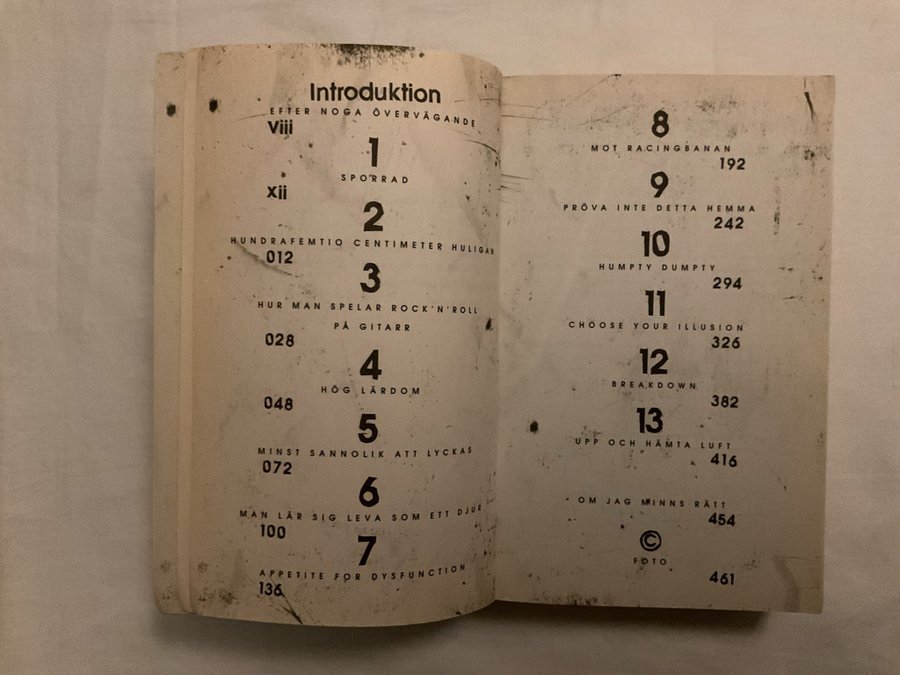 Introduktion
EFTER NOGA ÖVERVÄGANDE
Viii
1
SPORRAD
Xii
2
HUNDRAFEMTIO CENTIMETER HULIGAN
012
3
HUR MAN SPELAR ROCK'N'ROLL
PÅ GITARR
028
4
HÖG LÄRDOM
048
5
MINST SANNOLIK ATT LYCKAS
072
6
MAN LÄR SIG LEVA SOM ETT DJUR
100
7
APPETITE FOR DYSFUNCTION
136
8
MOT RACINGBANAN
192
9
PRÖVA INTE DETTA HEMMA
242
10
HUMPTY DUMPTY
294
11
CHOOSE YOUR ILLUSION
326
12
BREAKDOWN
382
13
UPP OCH HÄMTA LUFT
416
OM JAG MINNS RÄTT
454
©
FOTO
461